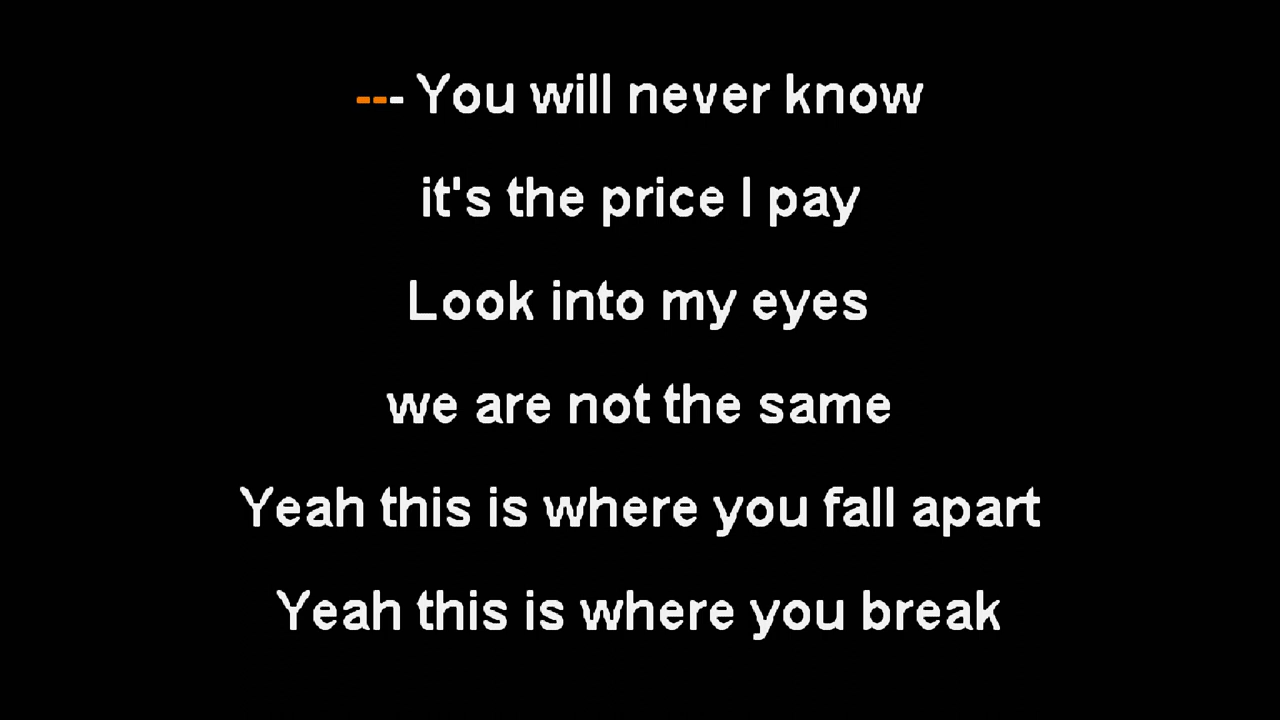 --- You will never know
it's the price I pay
Look into my eyes
we are not the same
Yeah this is where you fall apart
Yeah this is where you break